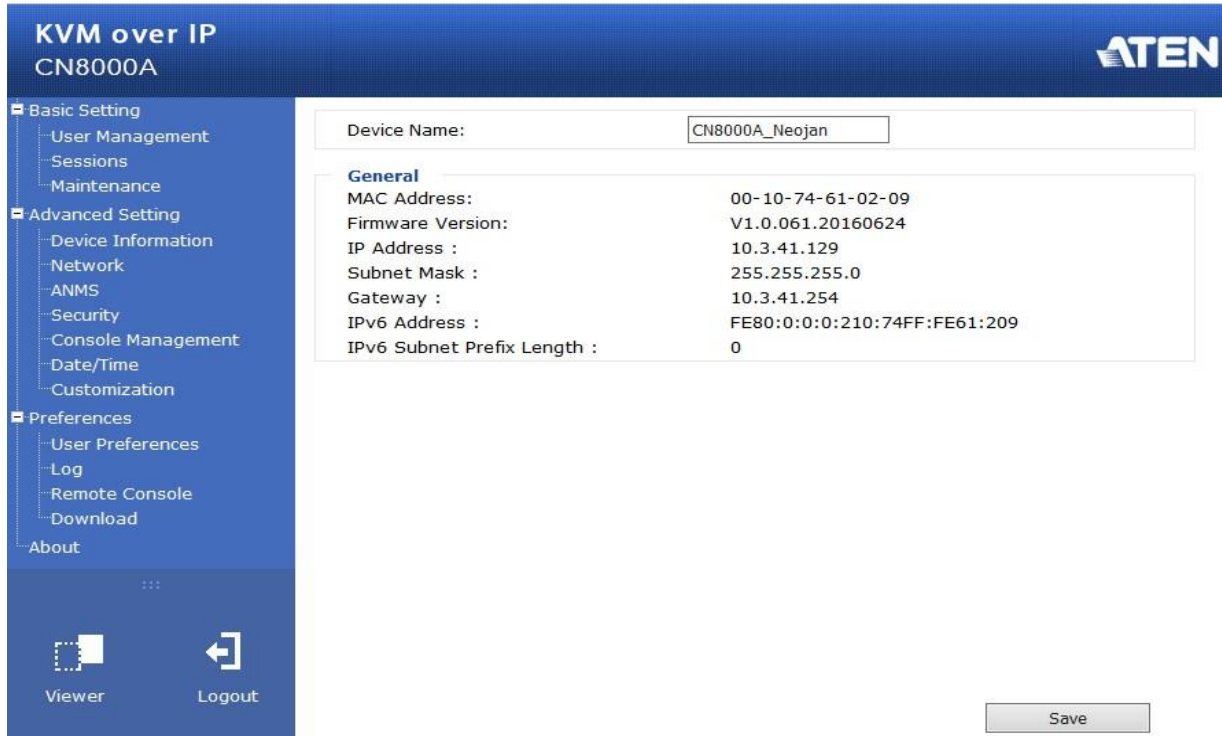 KVM over IP
CN8000A
ATEN
Basic Setting
User Management
Sessions
Maintenance
Advanced Setting
Device Information
Network
ANMS
Security
Console Management
Date/Time
Customization
Preferences
User Preferences
Log
Remote Console
Download
About
Viewer
Logout
Device Name: CN8000A_Neojan
General
MAC Address: 00-10-74-61-02-09
Firmware Version: V1.0.061.20160624
IP Address : 10.3.41.129
Subnet Mask : 255.255.255.0
Gateway : 10.3.41.254
IPv6 Address : FE80:0:0:0:210:74FF:FE61:209
IPv6 Subnet Prefix Length : 0
Save